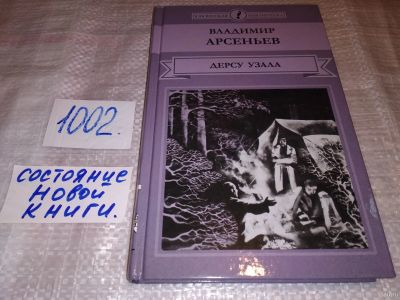 ВЛАДИМИР
АРСЕНЬЕВ
ДЕРСУ УЗАЛА
1002.
СОСТОЯНИЕ
НОВОЙ
КНИГИ.